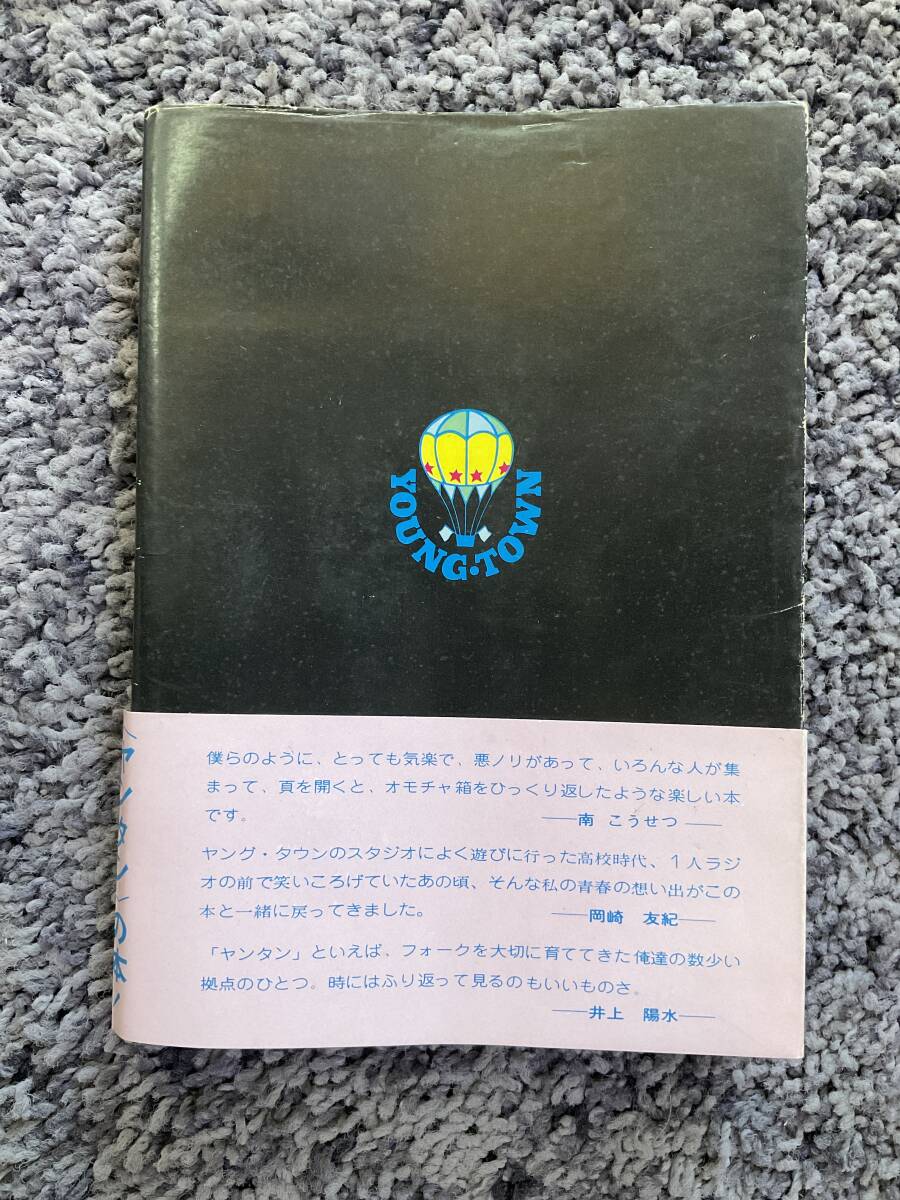 YOUNG・TOWN
僕らのように、とっても気楽で、悪ノリがあって、いろんな人が集
まって、頁を開くと、オモチャ箱をひっくり返したような楽しい本
です。 ——南 こうせつ——
ヤング・タウンのスタジオによく遊びに行った高校時代、1人ラジ
オの前で笑いころげていたあの頃、そんな私の青春の想い出がこの
本と一緒に戻ってきました。 ——岡崎 友紀——
「ヤンタン」といえば、フォークを大切に育ててきた俺達の数少い
拠点のひとつ。時にはふり返って見るのもいいものさ。
——井上 陽水——
〈ヤンタン〉の本!